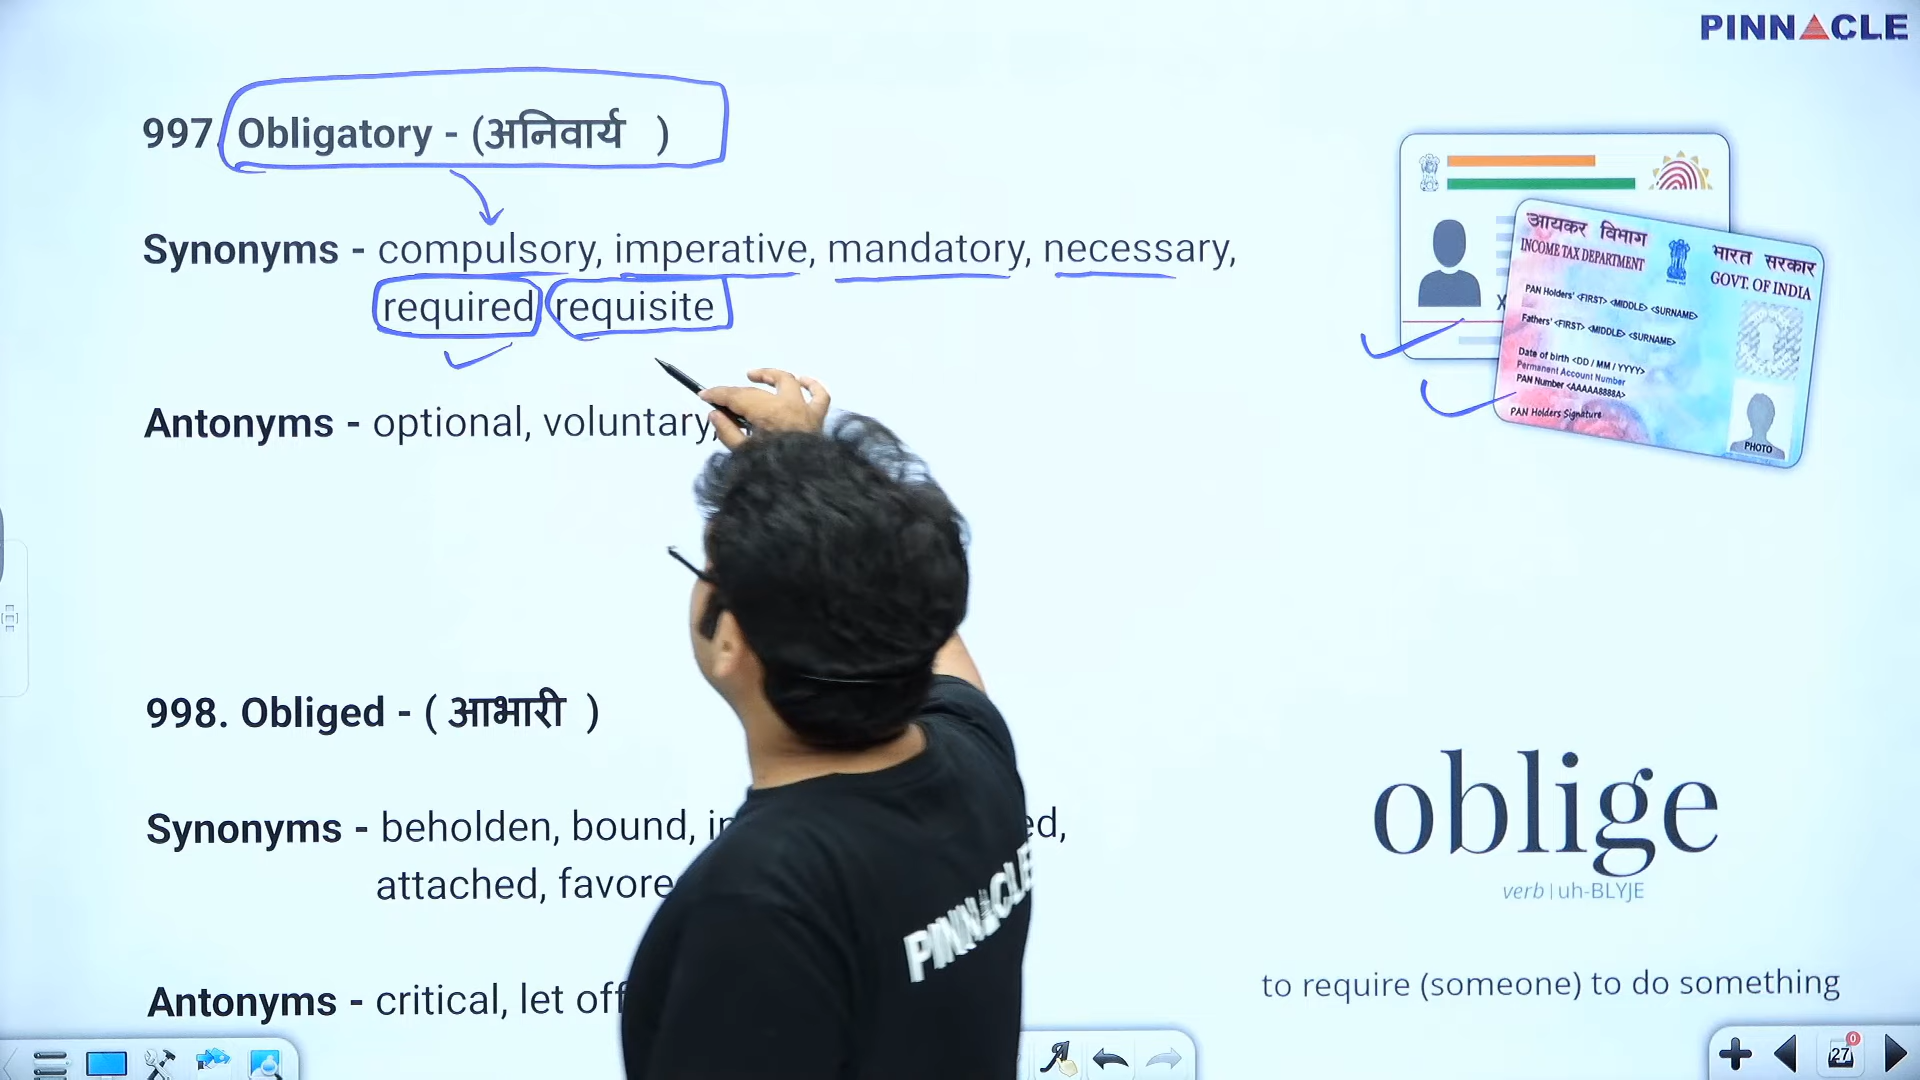 PINNACLE
997. Obligatory - (अनिवार्य )
Synonyms - compulsory, imperative, mandatory, necessary,
required requisite
Antonyms - optional, voluntary,
आयकर विभाग
INCOME TAX DEPARTMENT
भारत सरकार
GOVT. OF INDIA
PAN Holders' <FIRST> <MIDDLE> <SURNAME>
Fathers' <FIRST> <MIDDLE> <SURNAME>
Date of birth <DD / MM / YYYY>
Permanent Account Number
PAN Number <AAAAA8888A>
PAN Holders Signature
PHOTO
998. Obliged - ( आभारी )
Synonyms - beholden, bound,
attached,
Antonyms - critical, let off
oblige
verb | uh-BLYJE
to require (someone) to do something
PINNACLE
27
0